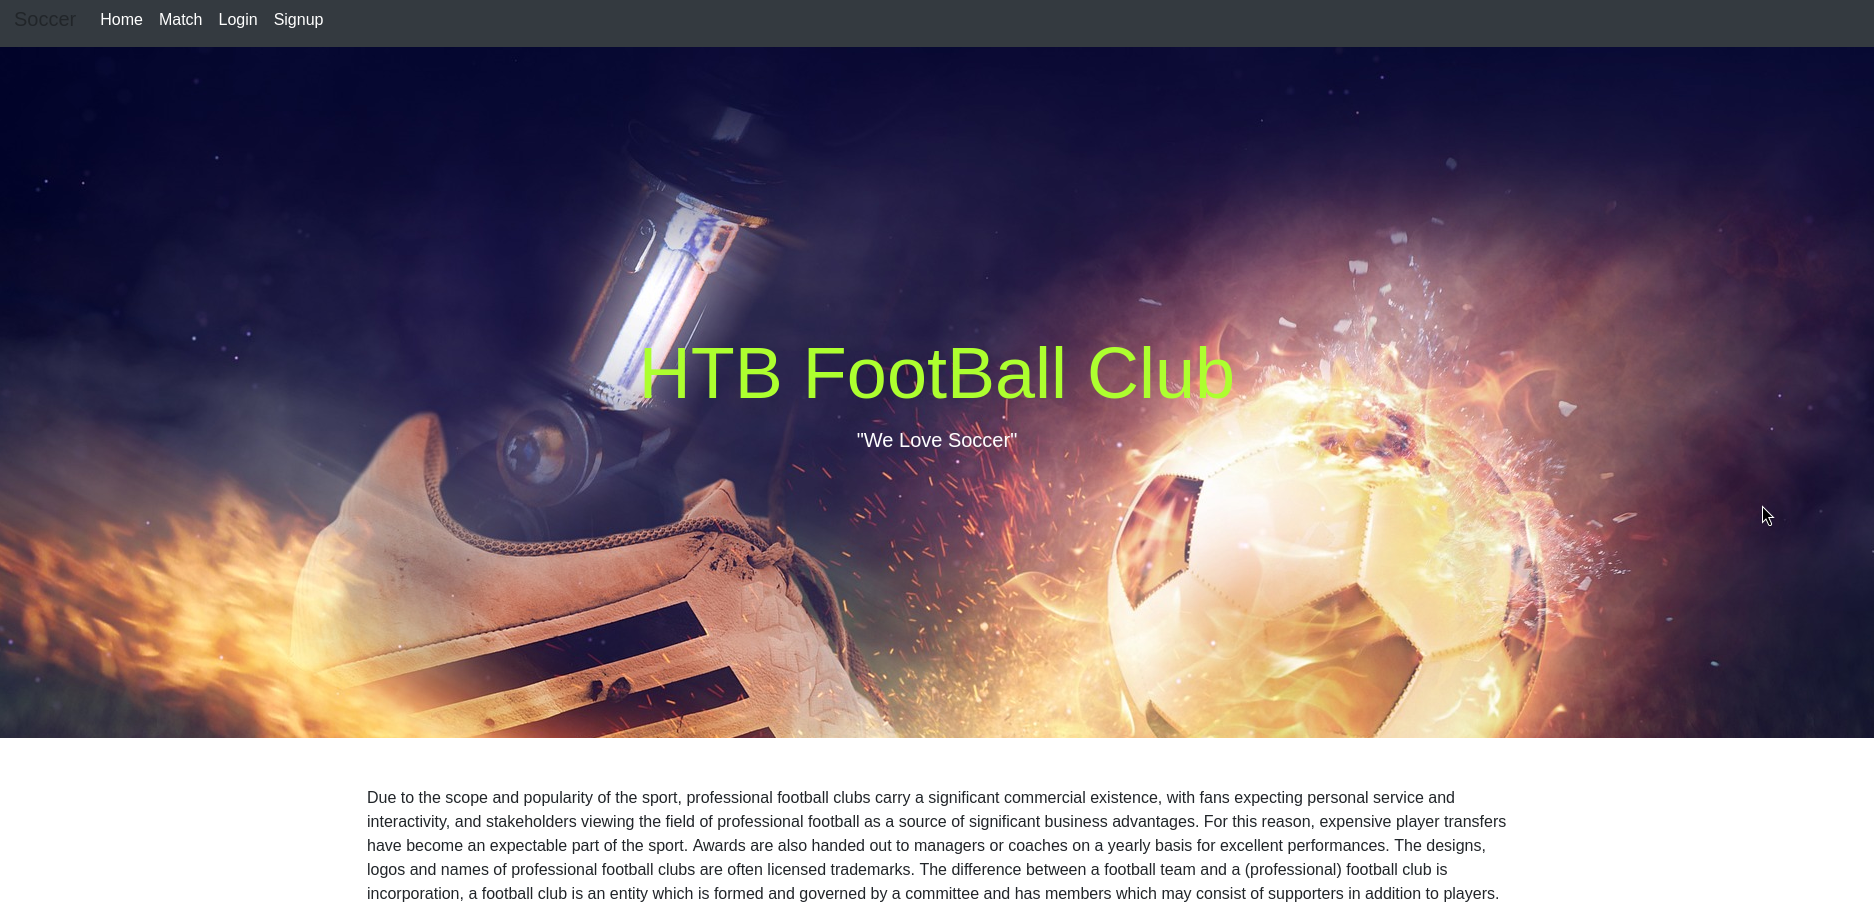 Soccer Home Match Login Signup
HTB FootBall Club
"We Love Soccer"
Due to the scope and popularity of the sport, professional football clubs carry a significant commercial existence, with fans expecting personal service and
interactivity, and stakeholders viewing the field of professional football as a source of significant business advantages. For this reason, expensive player transfers
have become an expectable part of the sport. Awards are also handed out to managers or coaches on a yearly basis for excellent performances. The designs,
logos and names of professional football clubs are often licensed trademarks. The difference between a football team and a (professional) football club is
incorporation, a football club is an entity which is formed and governed by a committee and has members which may consist of supporters in addition to players.